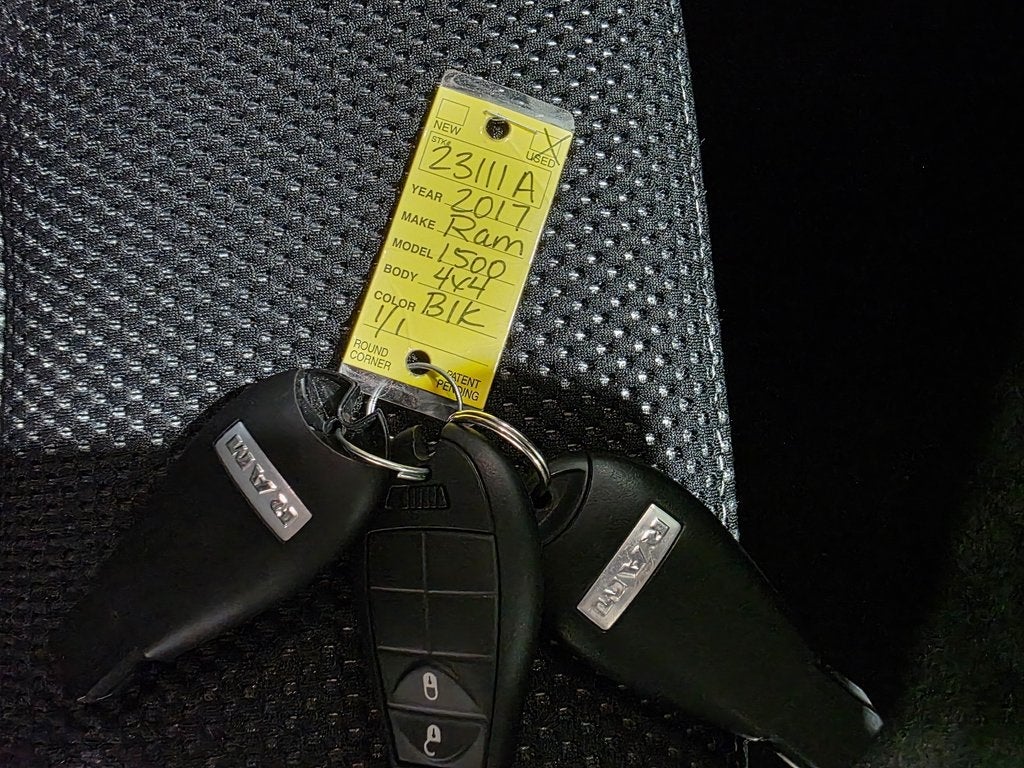 NEW
USED
STK#
23111A
YEAR 2017
MAKE Ram
MODEL 1500
BODY 4x4
COLOR Blk
1/1
ROUND CORNER
PATENT PENDING
RAM
RAM